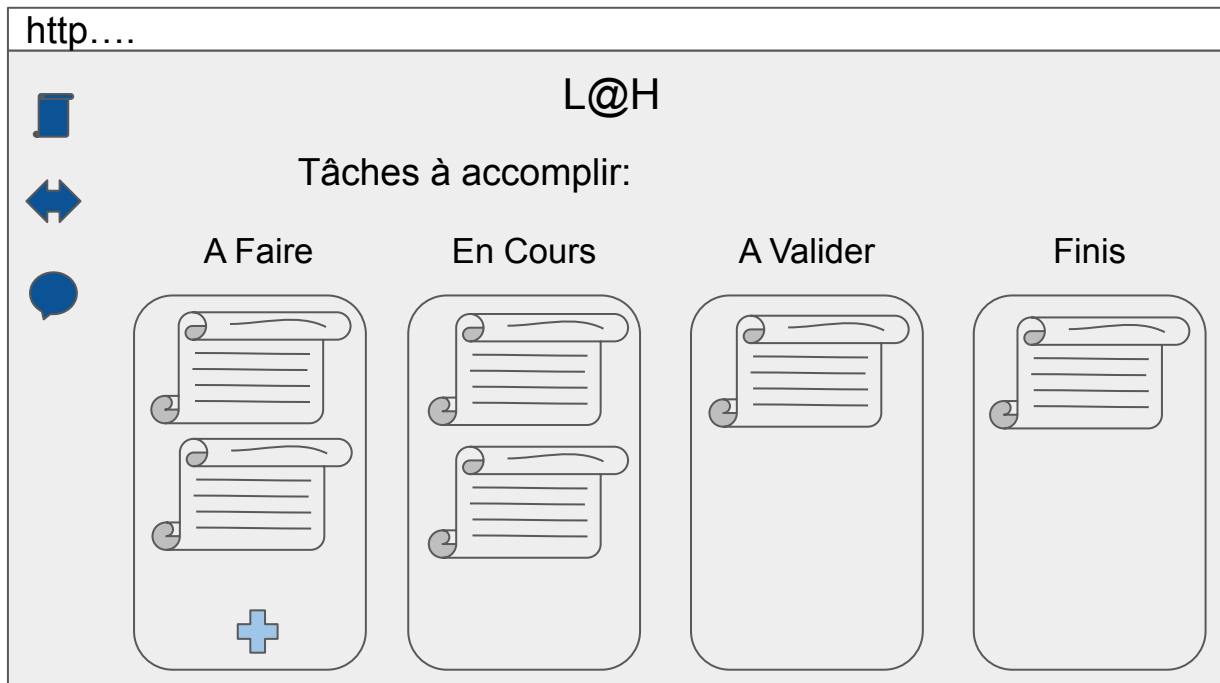 http….
L@H
Tâches à accomplir:
A Faire
En Cours
A Valider
Finis